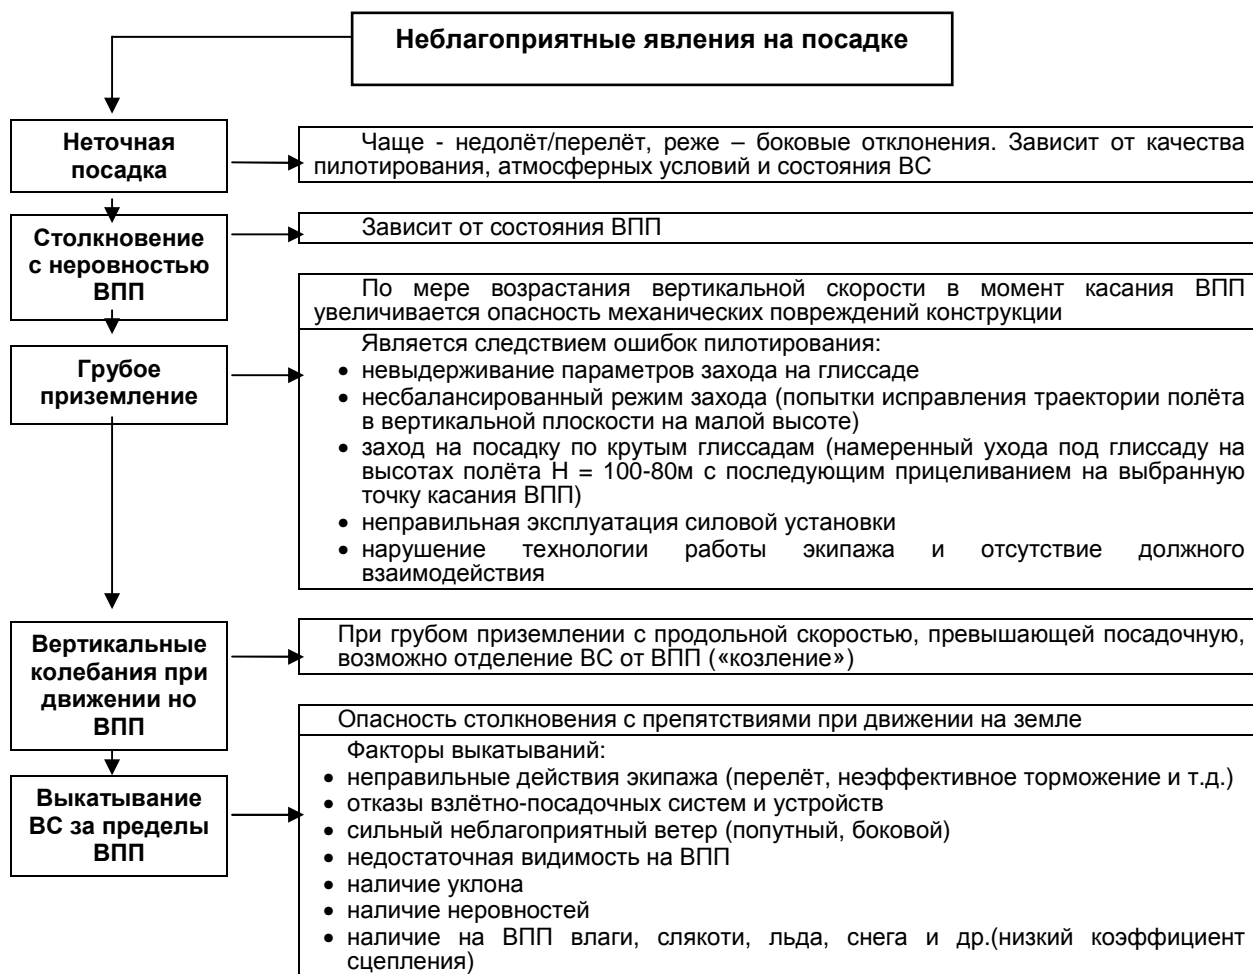 Неблагоприятные явления на посадке
Неточная
посадка
Чаще - недолёт/перелёт, реже – боковые отклонения. Зависит от качества
пилотирования, атмосферных условий и состояния ВС
Столкновение
с неровностью
ВПП
Зависит от состояния ВПП
Грубое
приземление
По мере возрастания вертикальной скорости в момент касания ВПП
увеличивается опасность механических повреждений конструкции
Является следствием ошибок пилотирования:
• невыдерживание параметров захода на глиссаде
• несбалансированный режим захода (попытки исправления траектории полёта
в вертикальной плоскости на малой высоте)
• заход на посадку по крутым глиссадам (намеренный ухода под глиссаду на
высотах полёта Н = 100-80м с последующим прицеливанием на выбранную
точку касания ВПП)
• неправильная эксплуатация силовой установки
• нарушение технологии работы экипажа и отсутствие должного
взаимодействия
Вертикальные
колебания при
движении но
ВПП
При грубом приземлении с продольной скоростью, превышающей посадочную,
возможно отделение ВС от ВПП («козление»)
Выкатывание
ВС за пределы
ВПП
Опасность столкновения с препятствиями при движении на земле
Факторы выкатываний:
• неправильные действия экипажа (перелёт, неэффективное торможение и т.д.)
• отказы взлётно-посадочных систем и устройств
• сильный неблагоприятный ветер (попутный, боковой)
• недостаточная видимость на ВПП
• наличие уклона
• наличие неровностей
• наличие на ВПП влаги, слякоти, льда, снега и др.(низкий коэффициент
сцепления)